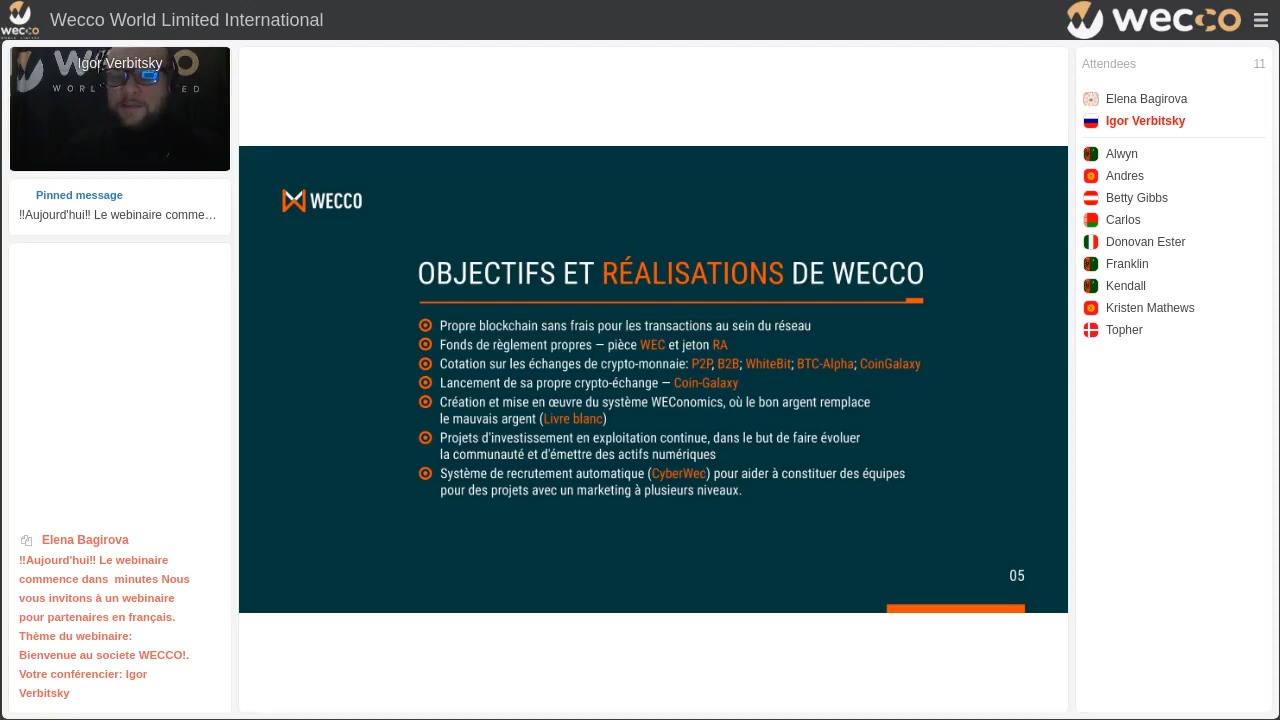 wecco
Wecco World Limited International
wecco
Igor Verbitsky
Pinned message
‼Aujourd'hui‼ Le webinaire comme…
Elena Bagirova
‼Aujourd'hui‼ Le webinaire
commence dans minutes Nous
vous invitons à un webinaire
pour partenaires en français.
Thème du webinaire:
Bienvenue au societe WECCO!.
Votre conférencier: Igor
Verbitsky
WECCO
OBJECTIFS ET RÉALISATIONS DE WECCO
Propre blockchain sans frais pour les transactions au sein du réseau
Fonds de règlement propres — pièce WEC et jeton RA
Cotation sur les échanges de crypto-monnaie: P2P, B2B; WhiteBit; BTC-Alpha; CoinGalaxy
Lancement de sa propre crypto-échange — Coin-Galaxy
Création et mise en œuvre du système WEConomics, où le bon argent remplace
le mauvais argent (Livre blanc)
Projets d'investissement en exploitation continue, dans le but de faire évoluer
la communauté et d'émettre des actifs numériques
Système de recrutement automatique (CyberWec) pour aider à constituer des équipes
pour des projets avec un marketing à plusieurs niveaux.
05
Attendees 11
Elena Bagirova
Igor Verbitsky
Alwyn
Andres
Betty Gibbs
Carlos
Donovan Ester
Franklin
Kendall
Kristen Mathews
Topher